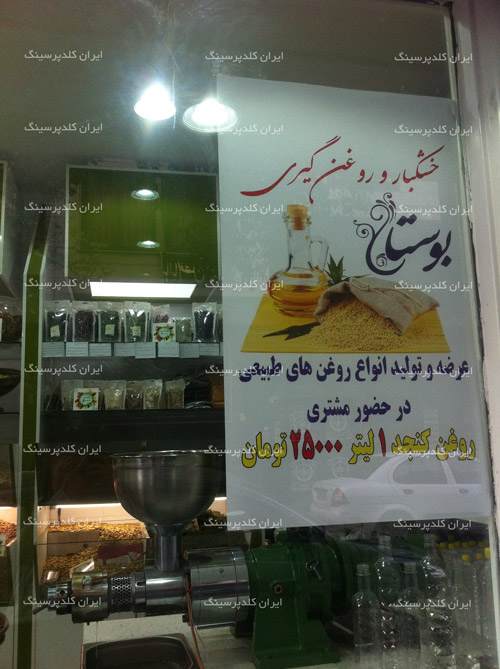 خشکبار و روغن گیری
بوستان
عرضه و تولید انواع روغن های طبیعی
در حضور مشتری
روغن کنجد ۱ لیتر ۲۵۰۰۰ تومان
ایران کلدپرسینگ